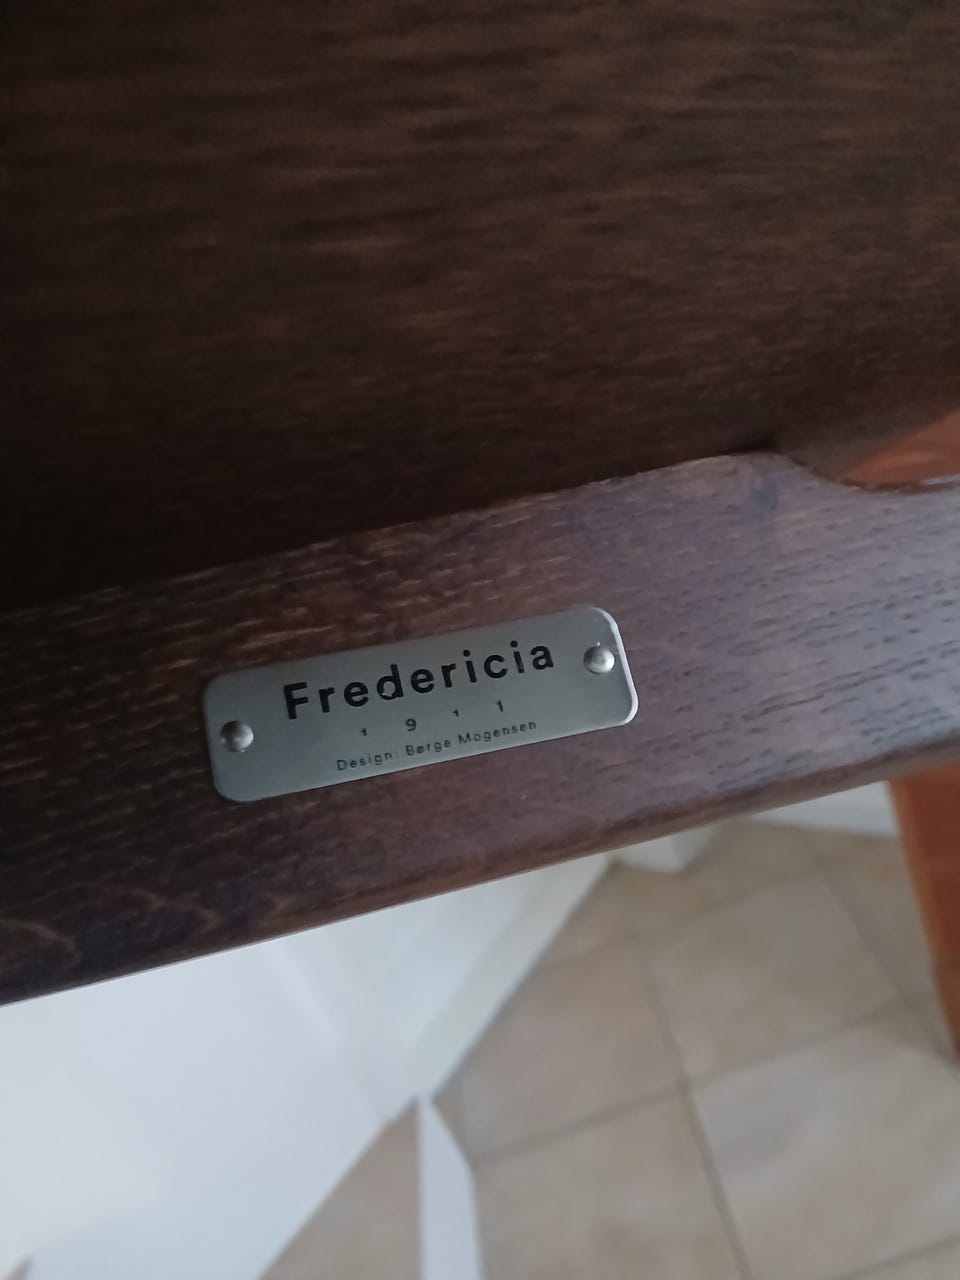 Fredericia
1 9 1 1
Design: Børge Mogensen